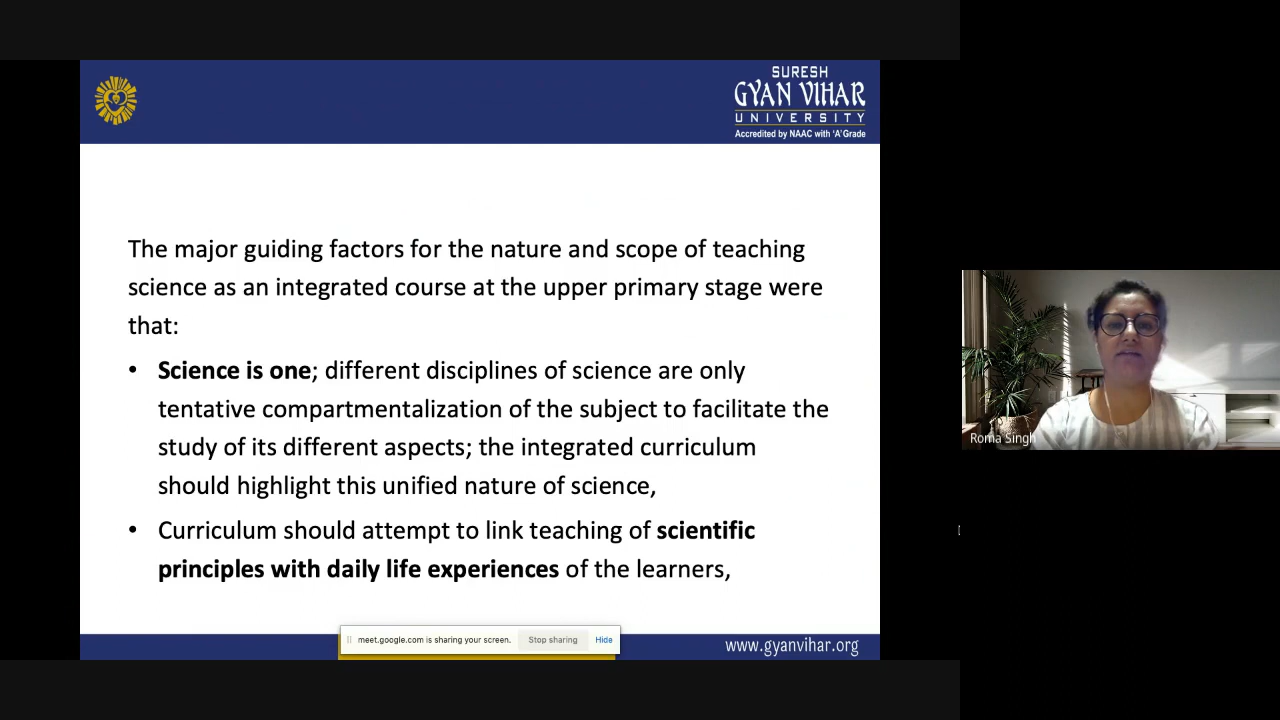 SURESH
GYAN VIHAR
UNIVERSITY
Accredited by NAAC with 'A' Grade
The major guiding factors for the nature and scope of teaching
science as an integrated course at the upper primary stage were
that:
• Science is one; different disciplines of science are only
tentative compartmentalization of the subject to facilitate the
study of its different aspects; the integrated curriculum
should highlight this unified nature of science,
• Curriculum should attempt to link teaching of scientific
principles with daily life experiences of the learners,
Roma Singh
meet.google.com is sharing your screen. Stop sharing Hide
www.gyanvihar.org